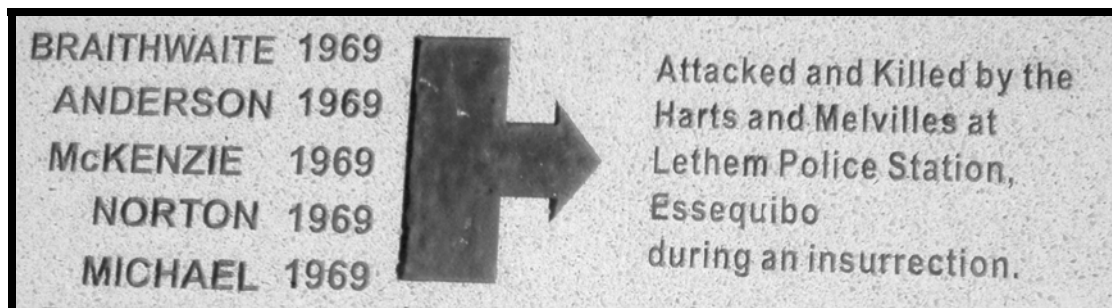 BRAITHWAITE 1969
ANDERSON 1969
McKENZIE 1969
NORTON 1969
MICHAEL 1969
Attacked and Killed by the
Harts and Melvilles at
Lethem Police Station,
Essequibo
during an insurrection.